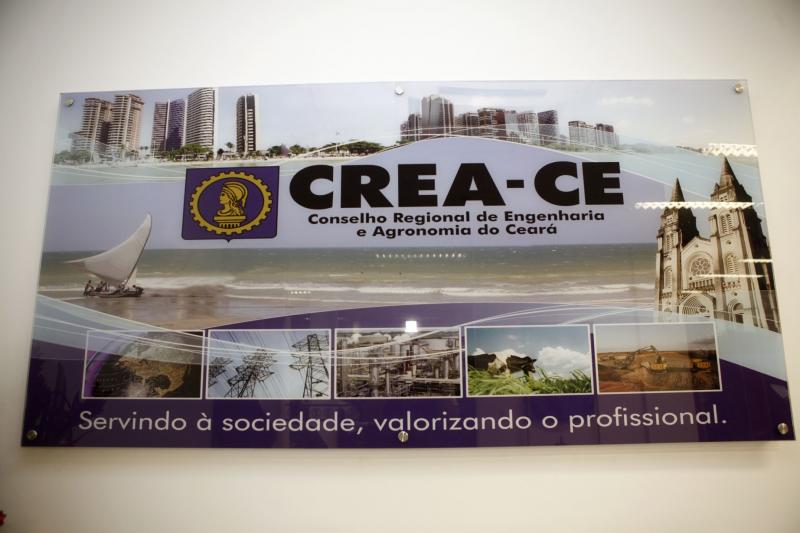 CREA-CE
Conselho Regional de Engenharia
e Agronomia do Ceará
Servindo à sociedade, valorizando o profissional.